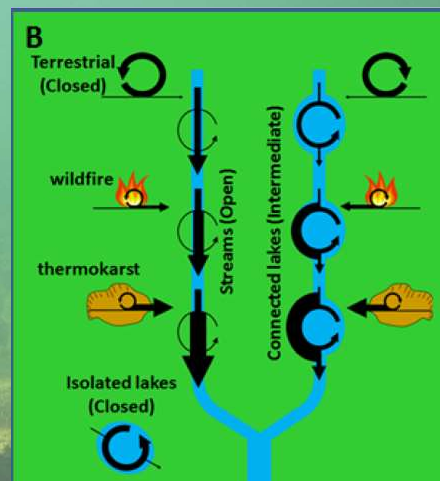 B
Terrestrial
(Closed)
wildfire
thermokarst
Isolated lakes
(Closed)
Streams (Open)
Connected lakes (Intermediate)